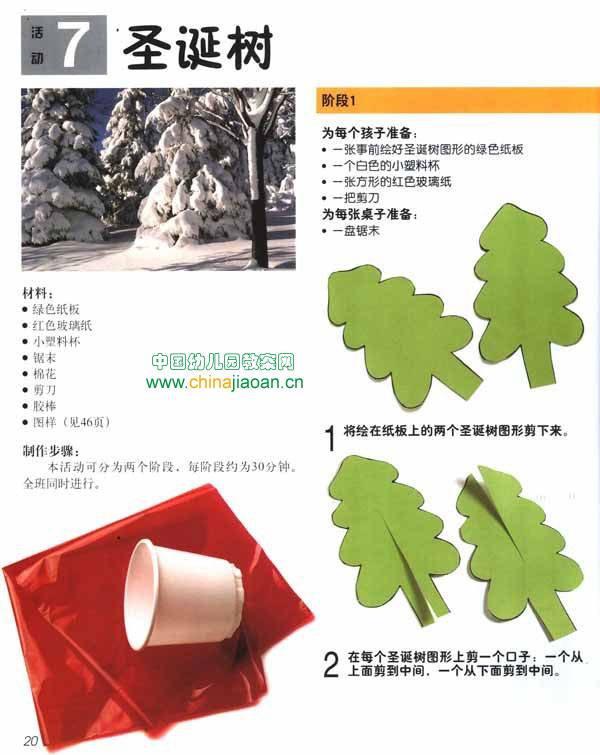 活动 7 圣诞树
材料：
● 绿色纸板
● 红色玻璃纸
● 小塑料杯
● 锯末
● 棉花
● 剪刀
● 胶棒
● 图样（见46页）
制作步骤：
本活动可分为两个阶段，每阶段约为30分钟。
全班同时进行。
中国幼儿园教案网
www.chinajiaoan.cn
20
阶段1
为每个孩子准备：
• 一张事前绘好圣诞树图形的绿色纸板
• 一个白色的小塑料杯
• 一张方形的红色玻璃纸
• 一把剪刀
为每张桌子准备：
• 一盘锯末
1 将绘在纸板上的两个圣诞树图形剪下来。
2 在每个圣诞树图形上剪一个口子：一个从
上面剪到中间，一个从下面剪到中间。